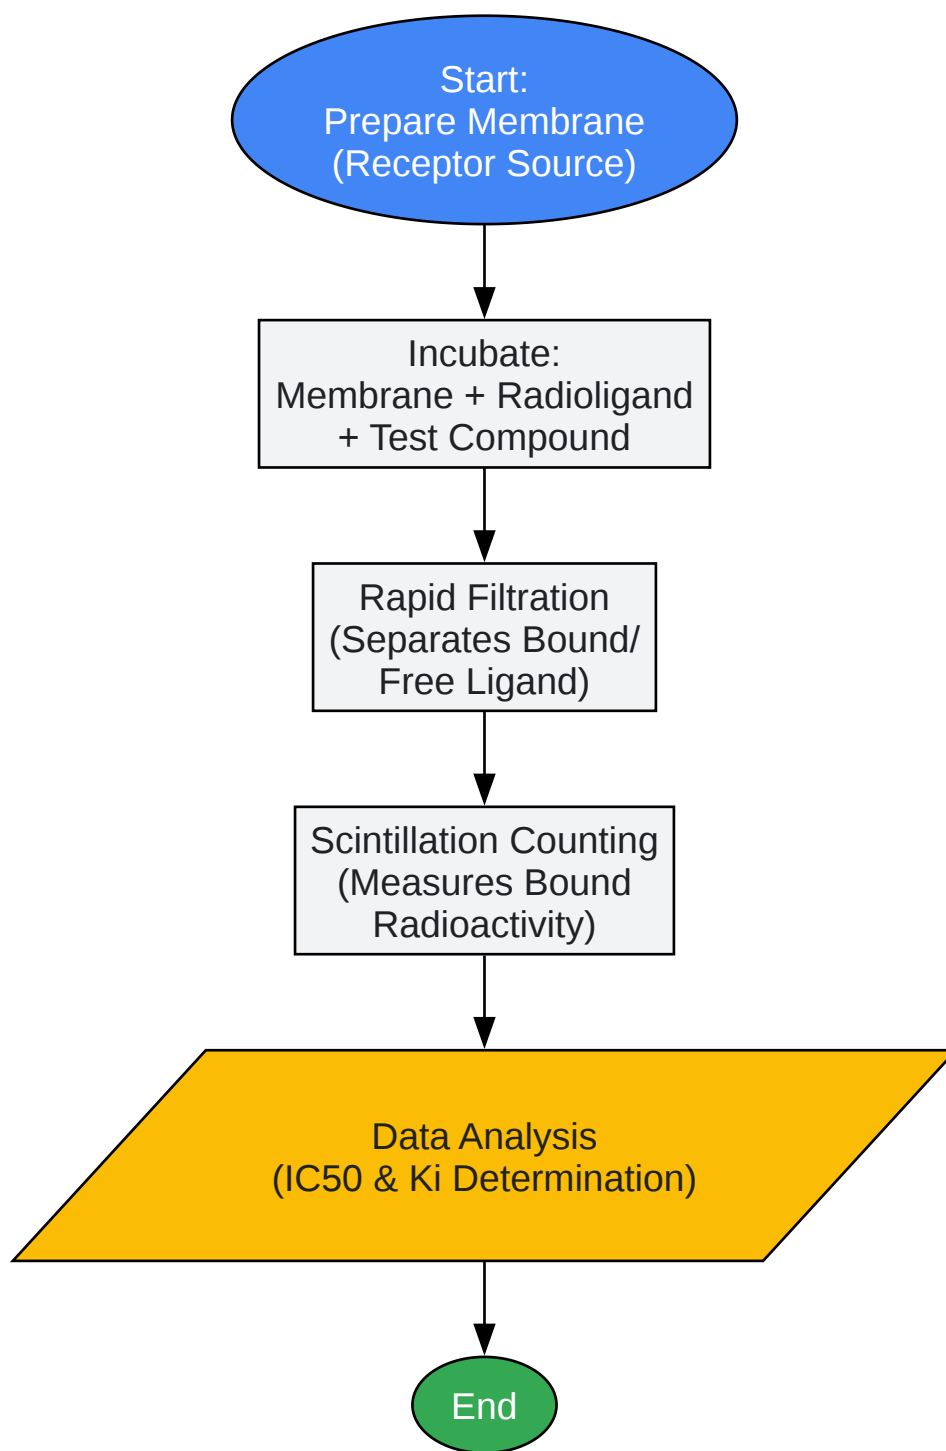 Start:
Prepare Membrane
(Receptor Source)
Incubate:
Membrane + Radioligand
+ Test Compound
Rapid Filtration
(Separates Bound/
Free Ligand)
Scintillation Counting
(Measures Bound
Radioactivity)
Data Analysis
(IC50 & Ki Determination)
End